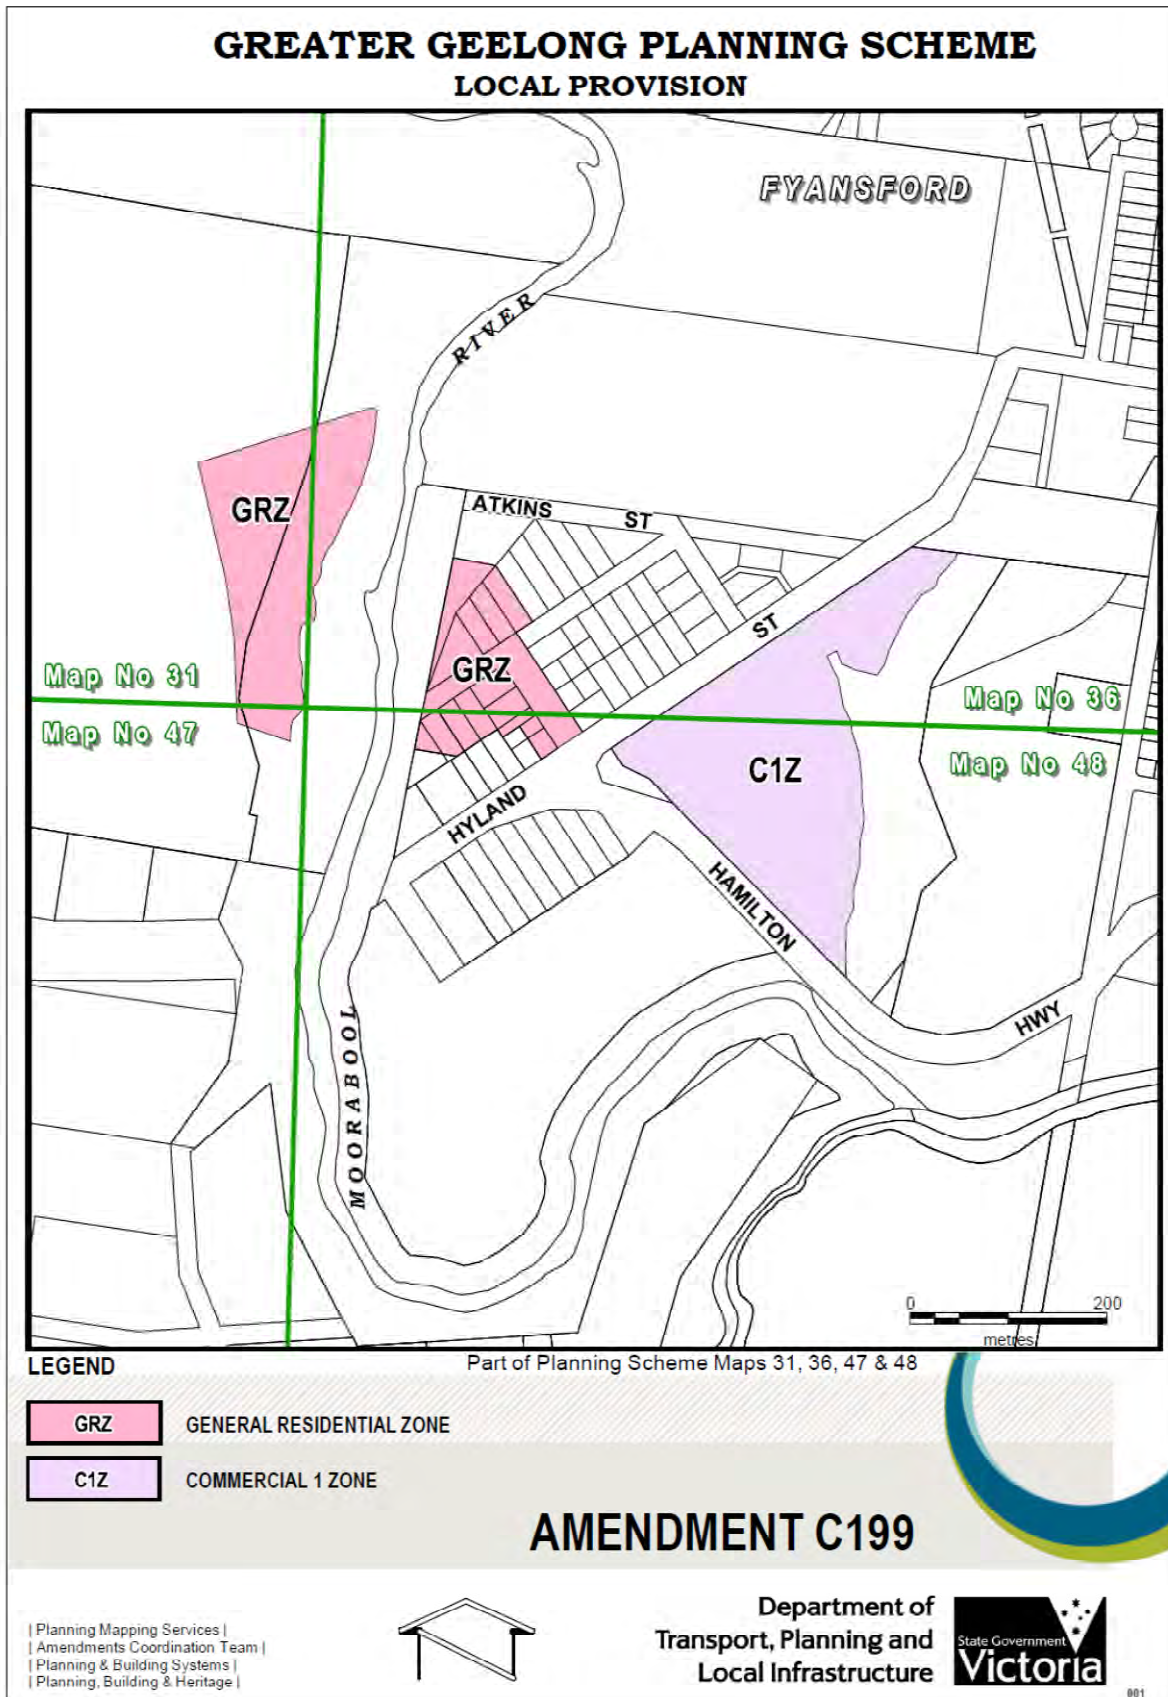 GREATER GEELONG PLANNING SCHEME
LOCAL PROVISION
FYANSFORD
RIVER
GRZ
ATKINS ST
GRZ
ST
Map No 31
Map No 36
Map No 47
Map No 48
C1Z
HYLAND
HAMILTON
HWY
MOORABOOL
0 200
metres
LEGEND
Part of Planning Scheme Maps 31, 36, 47 & 48
GRZ GENERAL RESIDENTIAL ZONE
C1Z COMMERCIAL 1 ZONE
AMENDMENT C199
| Planning Mapping Services |
| Amendments Coordination Team |
| Planning & Building Systems |
| Planning, Building & Heritage |
Department of
Transport, Planning and
Local Infrastructure
State Government
Victoria
001